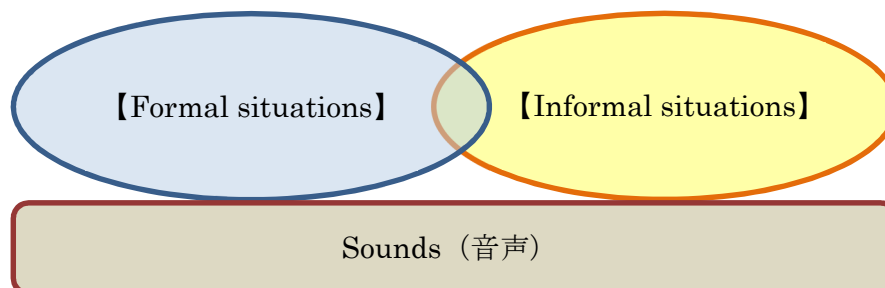 【Formal situations】
【Informal situations】
Sounds（音声）